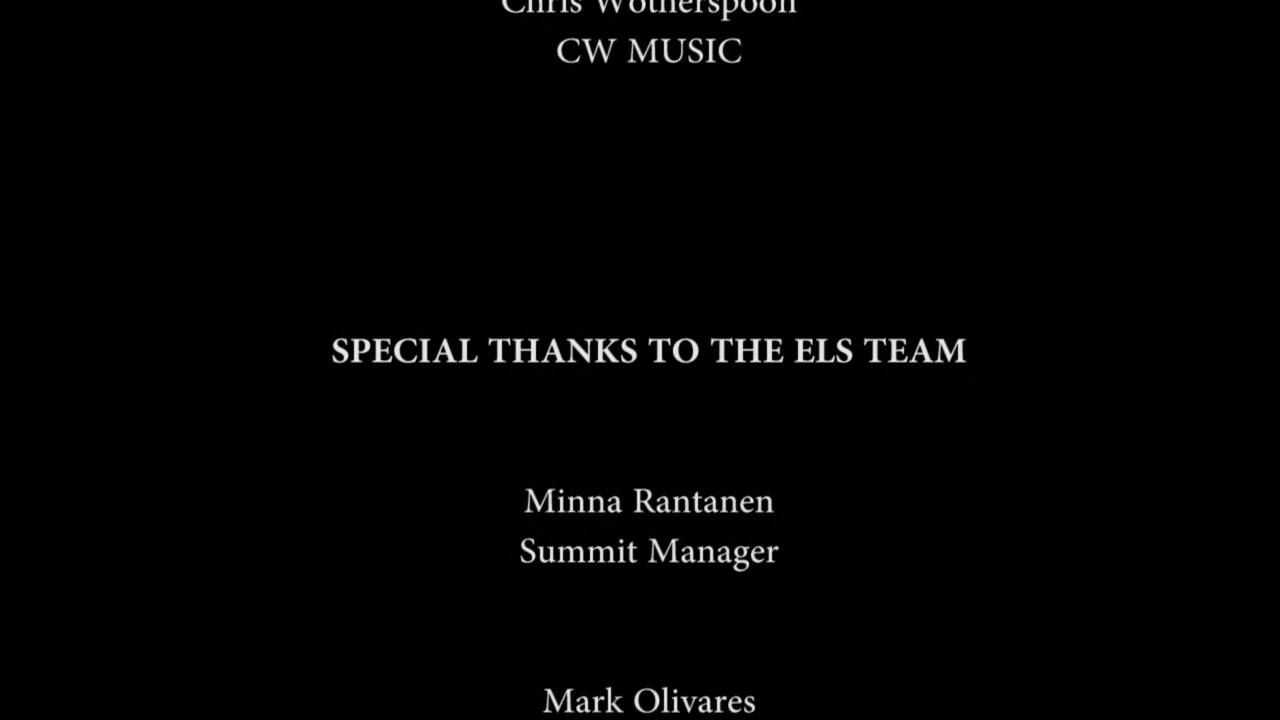 Chris Wotherspoon
CW MUSIC
SPECIAL THANKS TO THE ELS TEAM
Minna Rantanen
Summit Manager
Mark Olivares